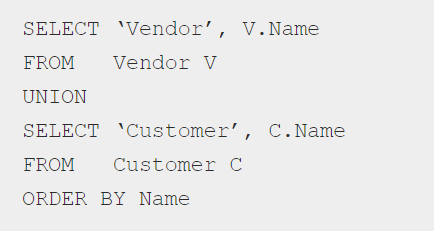 SELECT ‘Vendor’, V.Name
FROM   Vendor V
UNION
SELECT ‘Customer’, C.Name
FROM   Customer C
ORDER BY Name